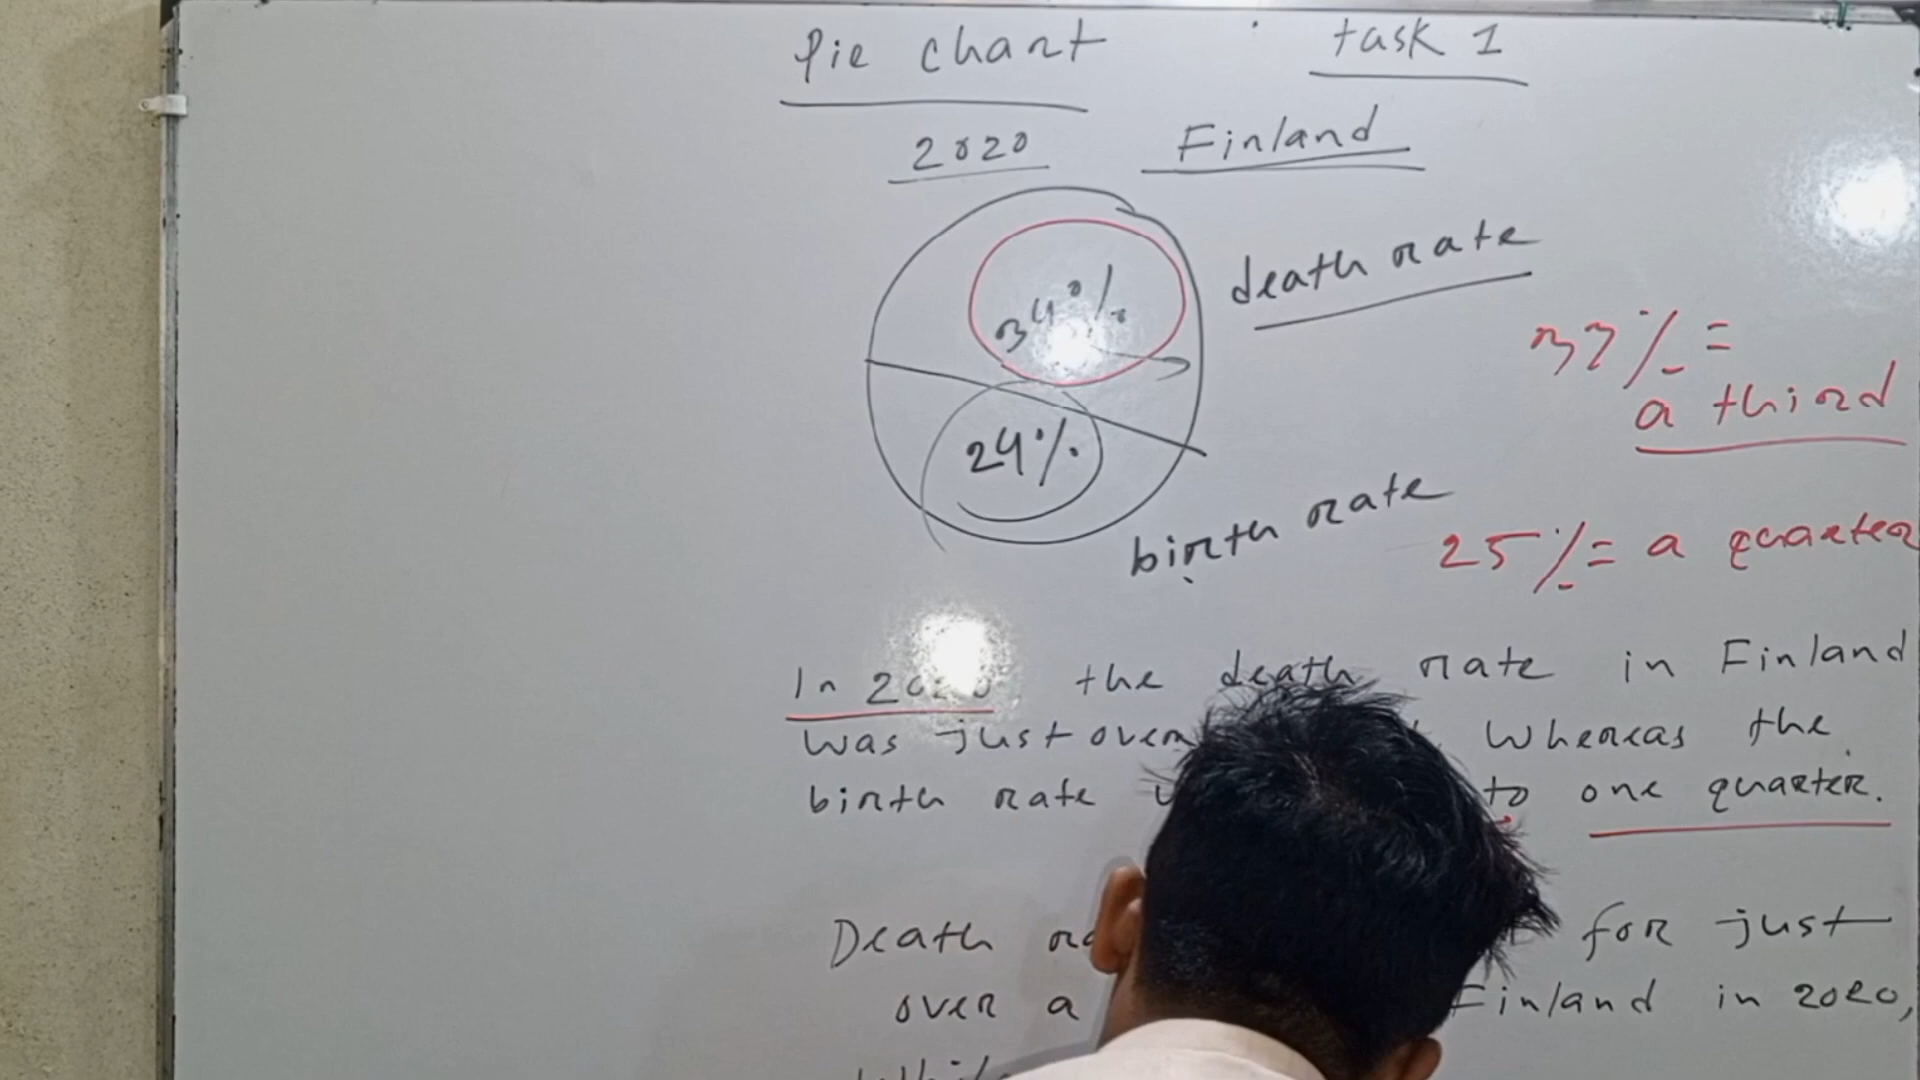 Pie chart task 1
2020 Finland
34%
death rate
33% =
a third
24%
birth rate
25% = a quarter
In 2020 the death rate in Finland
was just over whereas the
birth rate to one quarter.
Death for just
over a Finland in 2020,